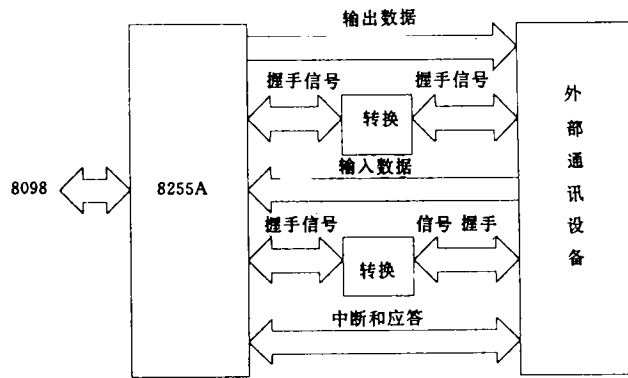 输出数据
握手信号
握手信号
转换
外部通讯设备
输入数据
8098
8255A
握手信号
信号 握手
转换
中断和应答